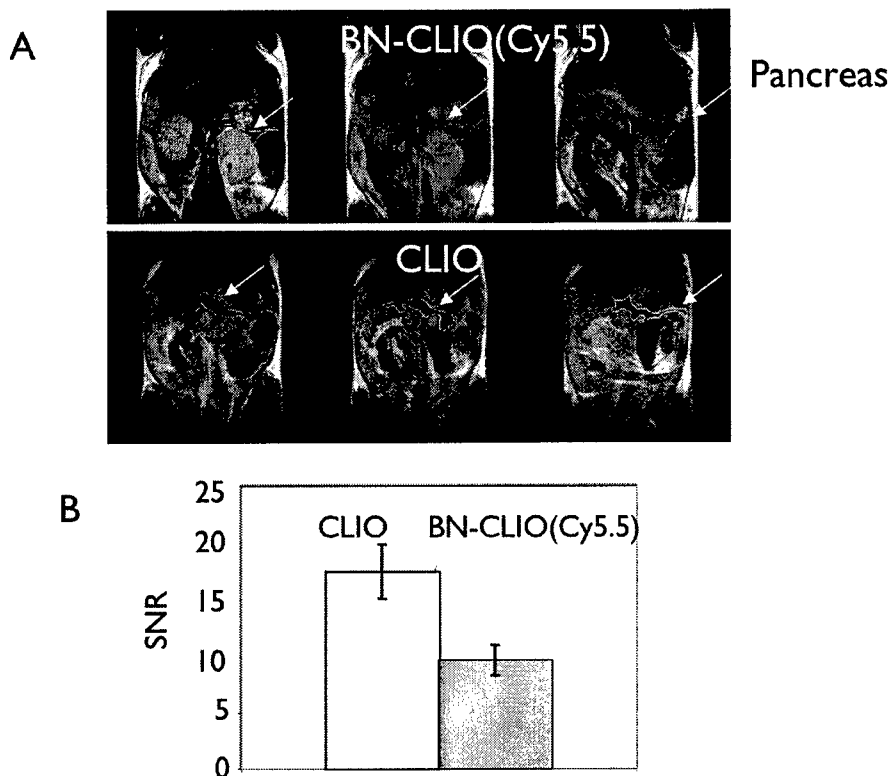 A
BN-CLIO(Cy5.5)
Pancreas
CLIO
B
25
20
15
10
5
0
SNR
CLIO
BN-CLIO(Cy5.5)